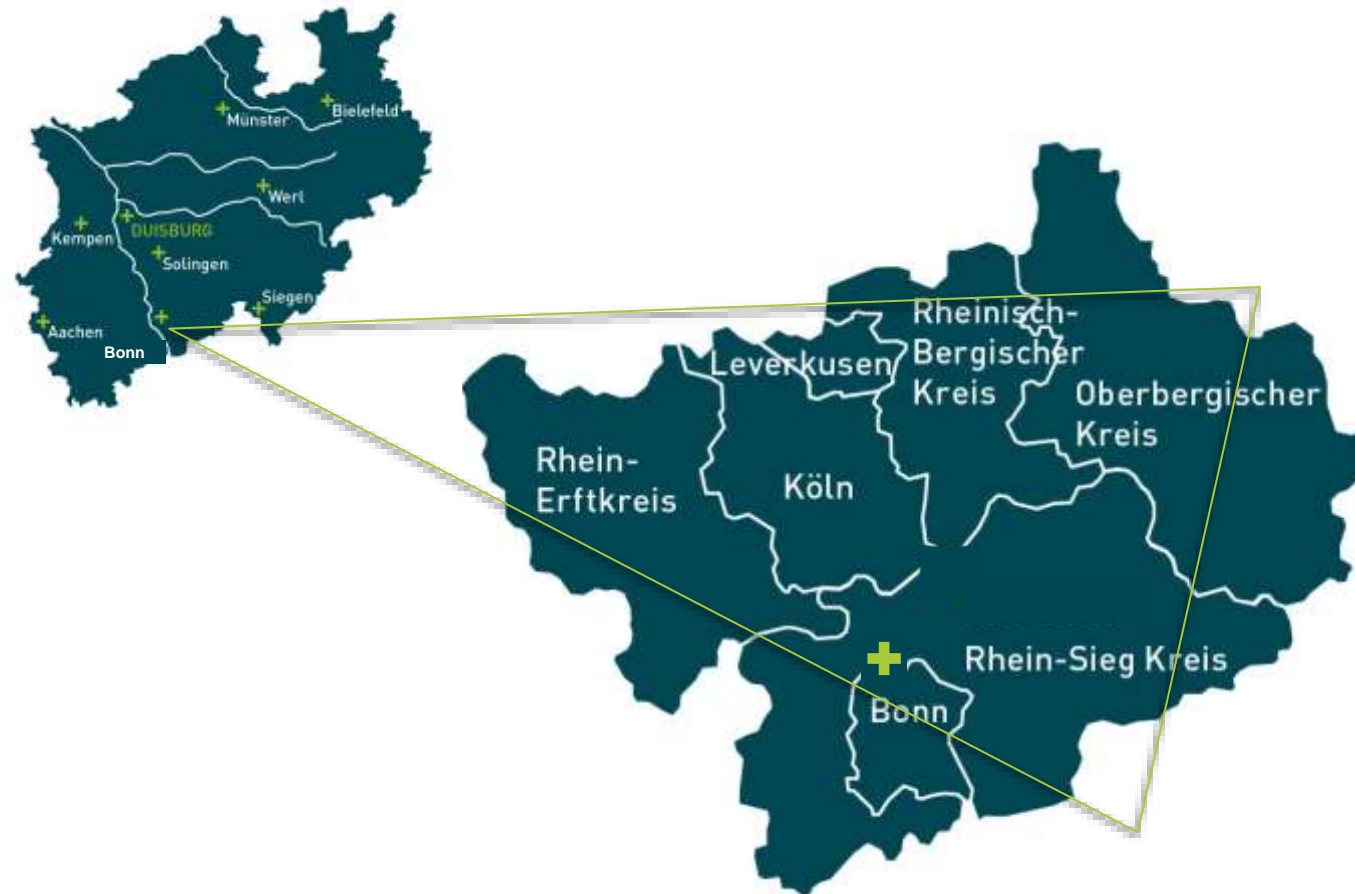 Münster
Bielefeld
Werl
Kempen
DUISBURG
Solingen
Siegen
Aachen
Bonn
Rheinisch-
Bergischer
Kreis
Leverkusen
Oberbergischer
Kreis
Rhein-
Erftkreis
Köln
Rhein-Sieg Kreis
Bonn